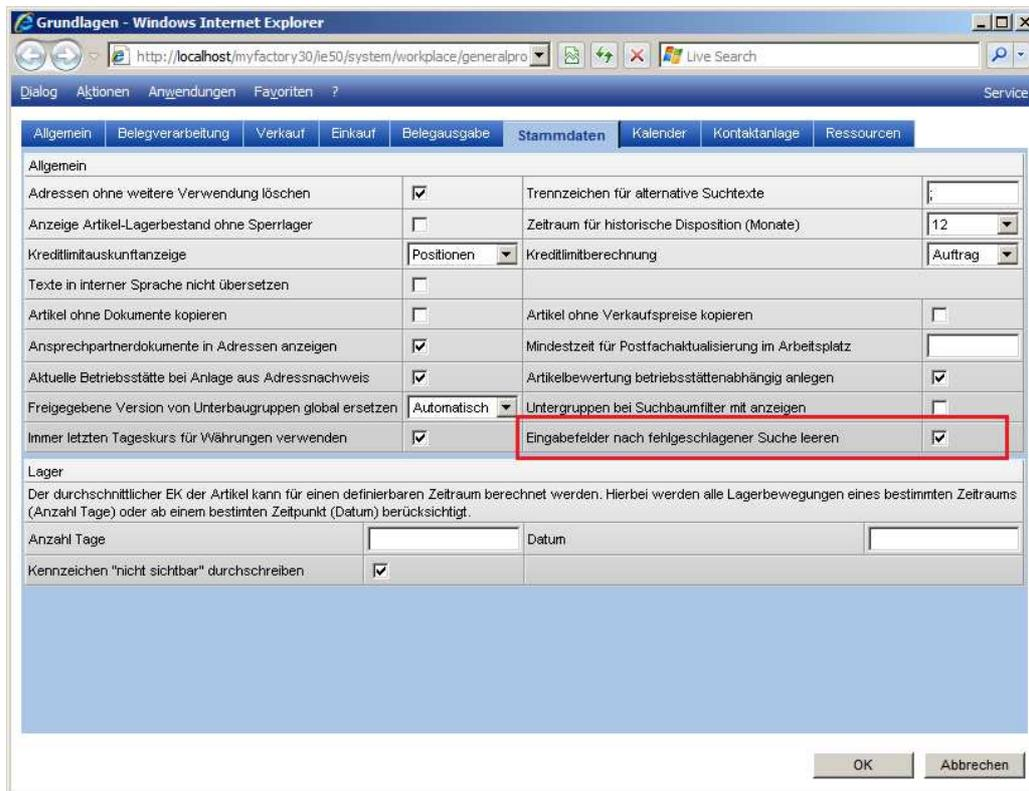 Grundlagen - Windows Internet Explorer
http://localhost/myfactory30/ie50/system/workplace/generalpro
Live Search
Dialog Aktionen Anwendungen Favoriten ? Service
Allgemein Belegverarbeitung Verkauf Einkauf Belegausgabe Stammdaten Kalender Kontaktanlage Ressourcen
Allgemein
Adressen ohne weitere Verwendung löschen Trennzeichen für alternative Suchtexte ;
Anzeige Artikel-Lagerbestand ohne Sperrlager Zeitraum für historische Disposition (Monate) 12
Kreditlimitauskunftanzeige Positionen Kreditlimitberechnung Auftrag
Texte in interner Sprache nicht übersetzen
Artikel ohne Dokumente kopieren Artikel ohne Verkaufspreise kopieren
Ansprechpartnerdokumente in Adressen anzeigen Mindestzeit für Postfachaktualisierung im Arbeitsplatz
Aktuelle Betriebsstätte bei Anlage aus Adressnachweis Artikelbewertung betriebsstättenabhängig anlegen
Freigegebene Version von Unterbaugruppen global ersetzen Automatisch Untergruppen bei Suchbaumfilter mit anzeigen
Immer letzten Tageskurs für Währungen verwenden Eingabefelder nach fehlgeschlagener Suche leeren
Lager
Der durchschnittlicher EK der Artikel kann für einen definierbaren Zeitraum berechnet werden. Hierbei werden alle Lagerbewegungen eines bestimmten Zeitraums
(Anzahl Tage) oder ab einem bestimten Zeitpunkt (Datum) berücksichtigt.
Anzahl Tage Datum
Kennzeichen "nicht sichtbar" durchschreiben
OK Abbrechen